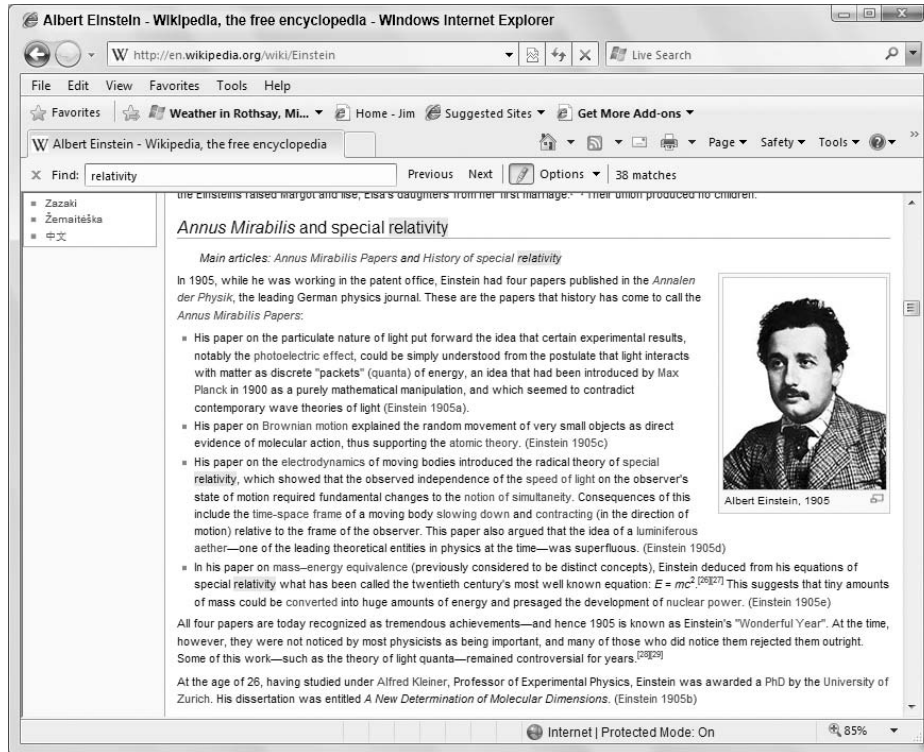 Albert Einstein - Wikipedia, the free encyclopedia - Windows Internet Explorer
W http://en.wikipedia.org/wiki/Einstein Live Search
File Edit View Favorites Tools Help
Favorites Weather in Rothsay, Mi... Home - Jim Suggested Sites Get More Add-ons
W Albert Einstein - Wikipedia, the free encyclopedia Page Safety Tools »
X Find: relativity Previous Next Options 38 matches
Zazaki
Žemaitėška
中文
the Einsteins raised Margot and Ilse, Elsa's daughters from her first marriage. Their union produced no children.
Annus Mirabilis and special relativity
Main articles: Annus Mirabilis Papers and History of special relativity
In 1905, while he was working in the patent office, Einstein had four papers published in the Annalen
der Physik, the leading German physics journal. These are the papers that history has come to call the
Annus Mirabilis Papers:
His paper on the particulate nature of light put forward the idea that certain experimental results,
notably the photoelectric effect, could be simply understood from the postulate that light interacts
with matter as discrete "packets" (quanta) of energy, an idea that had been introduced by Max
Planck in 1900 as a purely mathematical manipulation, and which seemed to contradict
contemporary wave theories of light (Einstein 1905a).
His paper on Brownian motion explained the random movement of very small objects as direct
evidence of molecular action, thus supporting the atomic theory. (Einstein 1905c)
His paper on the electrodynamics of moving bodies introduced the radical theory of special
relativity, which showed that the observed independence of the speed of light on the observer's
state of motion required fundamental changes to the notion of simultaneity. Consequences of this
include the time-space frame of a moving body slowing down and contracting (in the direction of
motion) relative to the frame of the observer. This paper also argued that the idea of a luminiferous
aether—one of the leading theoretical entities in physics at the time—was superfluous. (Einstein 1905d)
In his paper on mass–energy equivalence (previously considered to be distinct concepts), Einstein deduced from his equations of
special relativity what has been called the twentieth century's most well known equation: E = mc².[26][27] This suggests that tiny amounts
of mass could be converted into huge amounts of energy and presaged the development of nuclear power. (Einstein 1905e)
Albert Einstein, 1905
All four papers are today recognized as tremendous achievements—and hence 1905 is known as Einstein's "Wonderful Year". At the time,
however, they were not noticed by most physicists as being important, and many of those who did notice them rejected them outright.
Some of this work—such as the theory of light quanta—remained controversial for years.[28][29]
At the age of 26, having studied under Alfred Kleiner, Professor of Experimental Physics, Einstein was awarded a PhD by the University of
Zurich. His dissertation was entitled A New Determination of Molecular Dimensions. (Einstein 1905b)
Internet | Protected Mode: On 85%